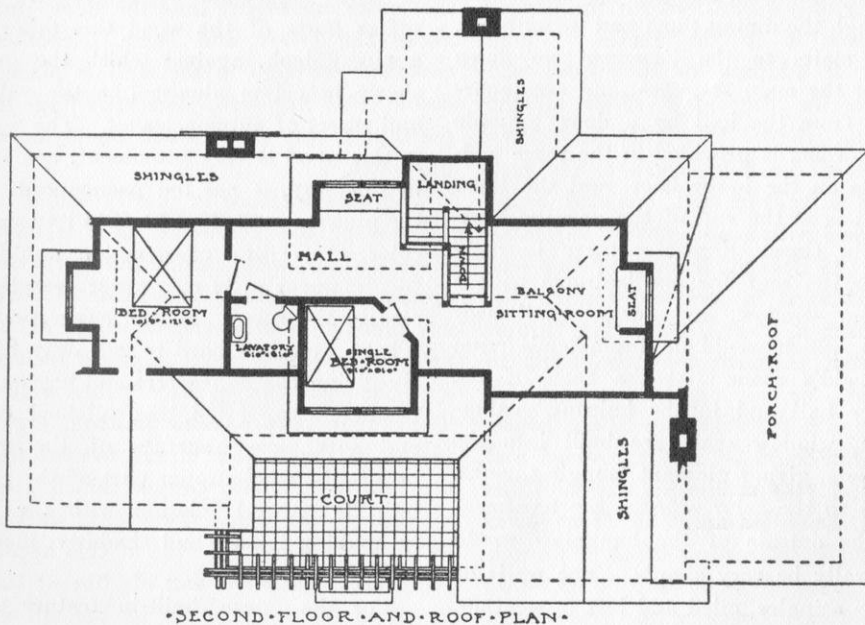 SHINGLES
SHINGLES
LANDING
SEAT
HALL
DOWN
BALCONY
SITTING ROOM
SEAT
BED-ROOM
LAVATORY
SINGLE
BED-ROOM
PORCH-ROOF
SHINGLES
COURT
•SECOND•FLOOR•AND•ROOF•PLAN•